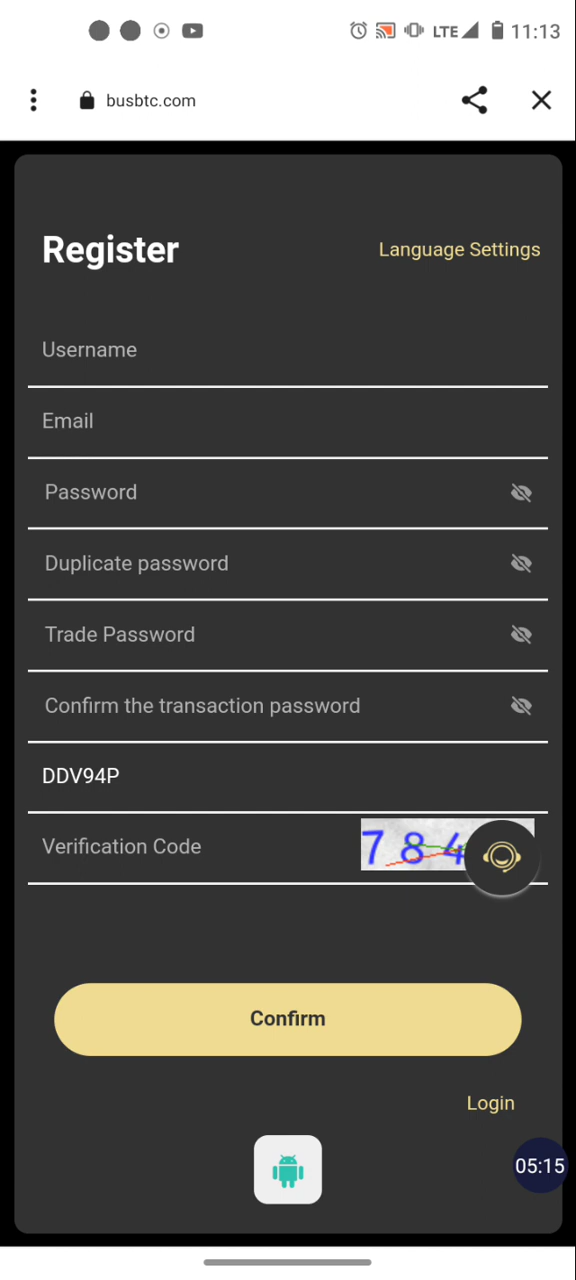 LTE 11:13
busbtc.com
Register
Language Settings
Username
Email
Password
Duplicate password
Trade Password
Confirm the transaction password
DDV94P
Verification Code 784
Confirm
Login
05:15